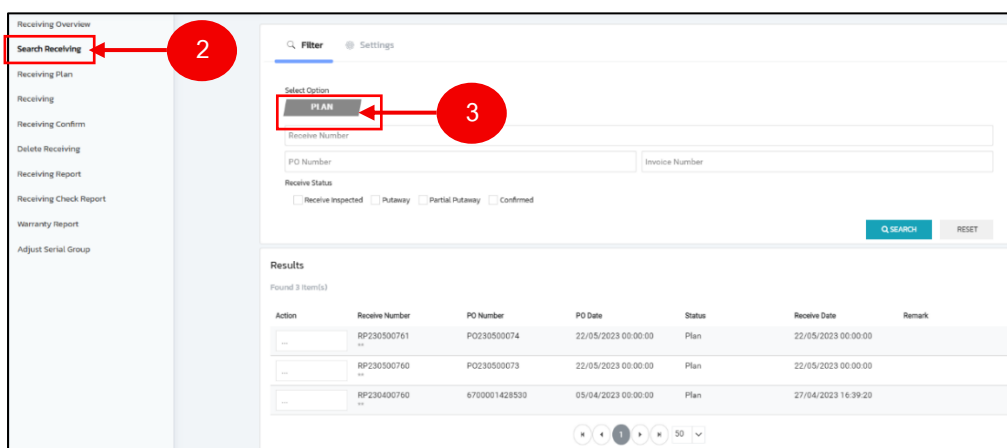 Receiving Overview
Search Receiving
2
Receiving Plan
Receiving
Receiving Confirm
Delete Receiving
Receiving Report
Receiving Check Report
Warranty Report
Adjust Serial Group
Filter Settings
Select Option
PLAN
3
Receive Number
PO Number Invoice Number
Receive Status
Receive Inspected Putaway Partial Putaway Confirmed
SEARCH RESET
Results
Found 3 Item(s)
Action Receive Number PO Number PO Date Status Receive Date Remark
... RP230500761 PO230500074 22/05/2023 00:00:00 Plan 22/05/2023 00:00:00
**
... RP230500760 PO230500073 22/05/2023 00:00:00 Plan 22/05/2023 00:00:00
**
... RP230400760 6700001428530 05/04/2023 00:00:00 Plan 27/04/2023 16:39:20
**
1 50